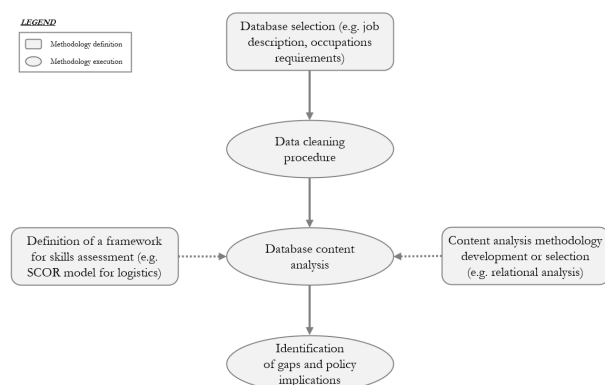 LEGEND
Methodology definition
Methodology execution
Database selection (e.g. job
description, occupations
requirements)
Data cleaning
procedure
Definition of a framework
for skills assessment (e.g.
SCOR model for logistics)
Database content
analysis
Content analysis methodology
development or selection
(e.g. relational analysis)
Identification
of gaps and policy
implications